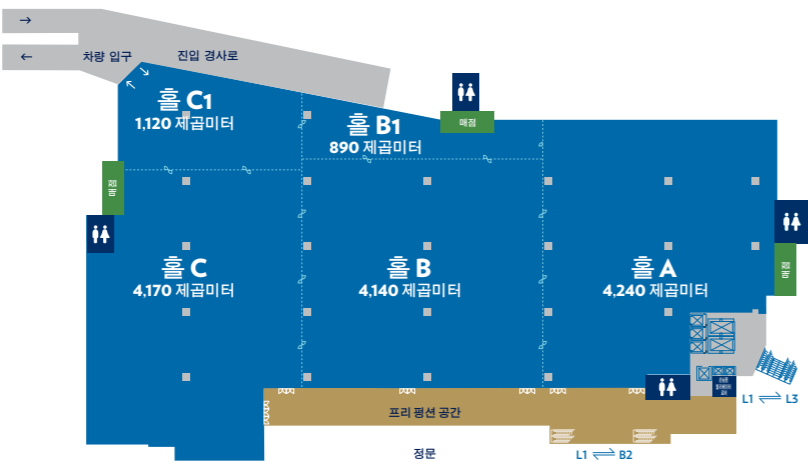 차량 입구
진입 경사로
홀 C1
1,120 제곱미터
홀 B1
890 제곱미터
매점
매점
홀 C
4,170 제곱미터
홀 B
4,140 제곱미터
홀 A
4,240 제곱미터
매점
L1 ⇌ L3
프리 펑션 공간
정문
L1 ⇌ B2